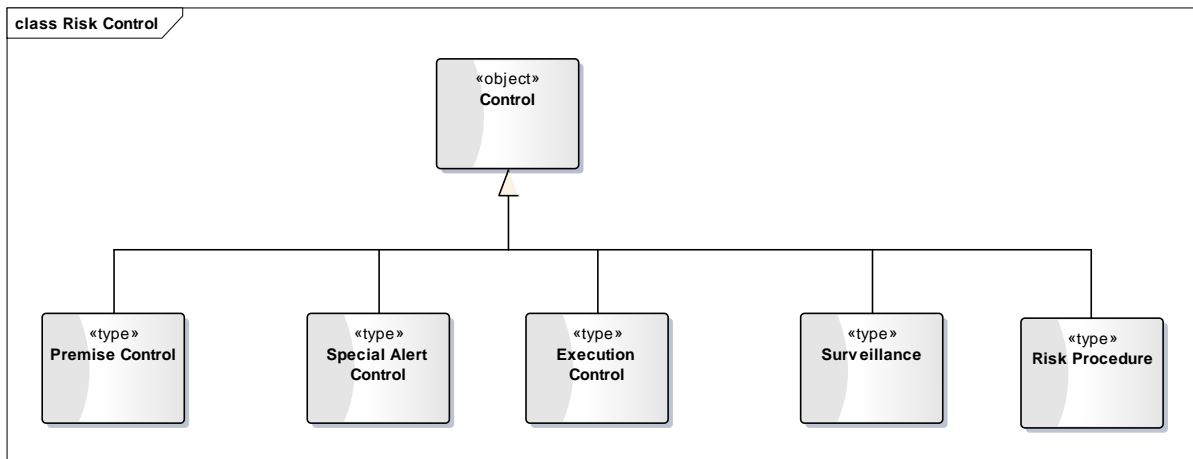 class Risk Control
«object»
Control
«type»
Premise Control
«type»
Special Alert
Control
«type»
Execution
Control
«type»
Surveillance
«type»
Risk Procedure